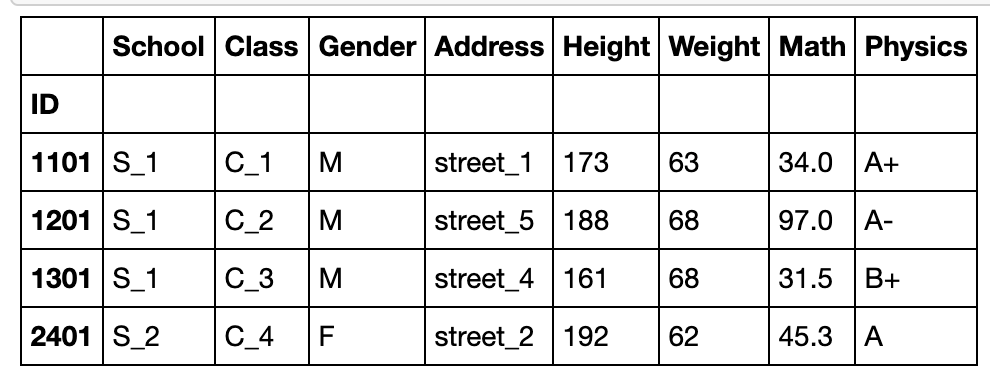 School Class Gender Address Height Weight Math Physics
ID
1101 S_1 C_1 M street_1 173 63 34.0 A+
1201 S_1 C_2 M street_5 188 68 97.0 A-
1301 S_1 C_3 M street_4 161 68 31.5 B+
2401 S_2 C_4 F street_2 192 62 45.3 A